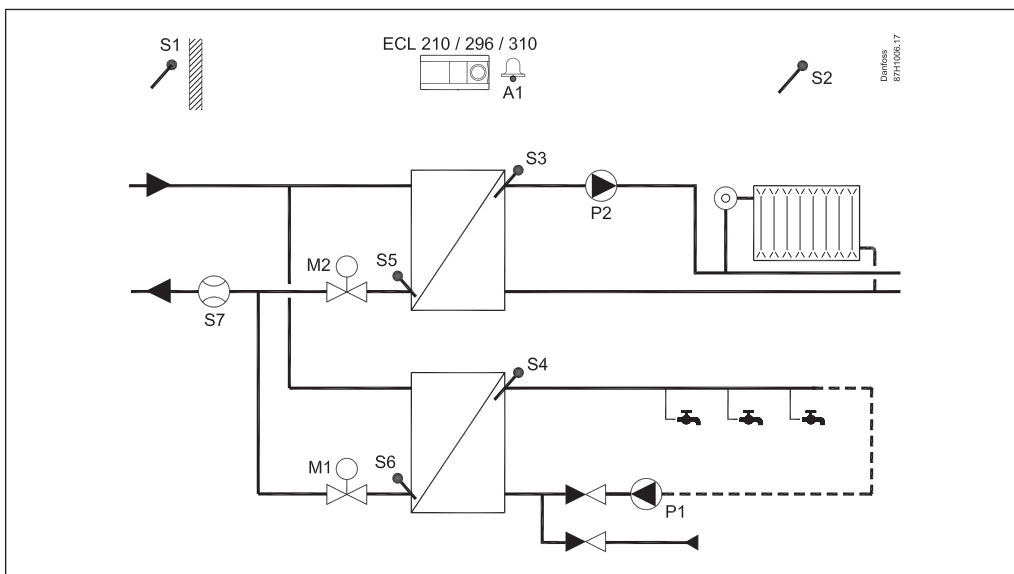 S1
ECL 210 / 296 / 310
A1
S2
Danfoss
87H1006.17
S3
P2
M2
S5
S7
S4
M1
S6
P1